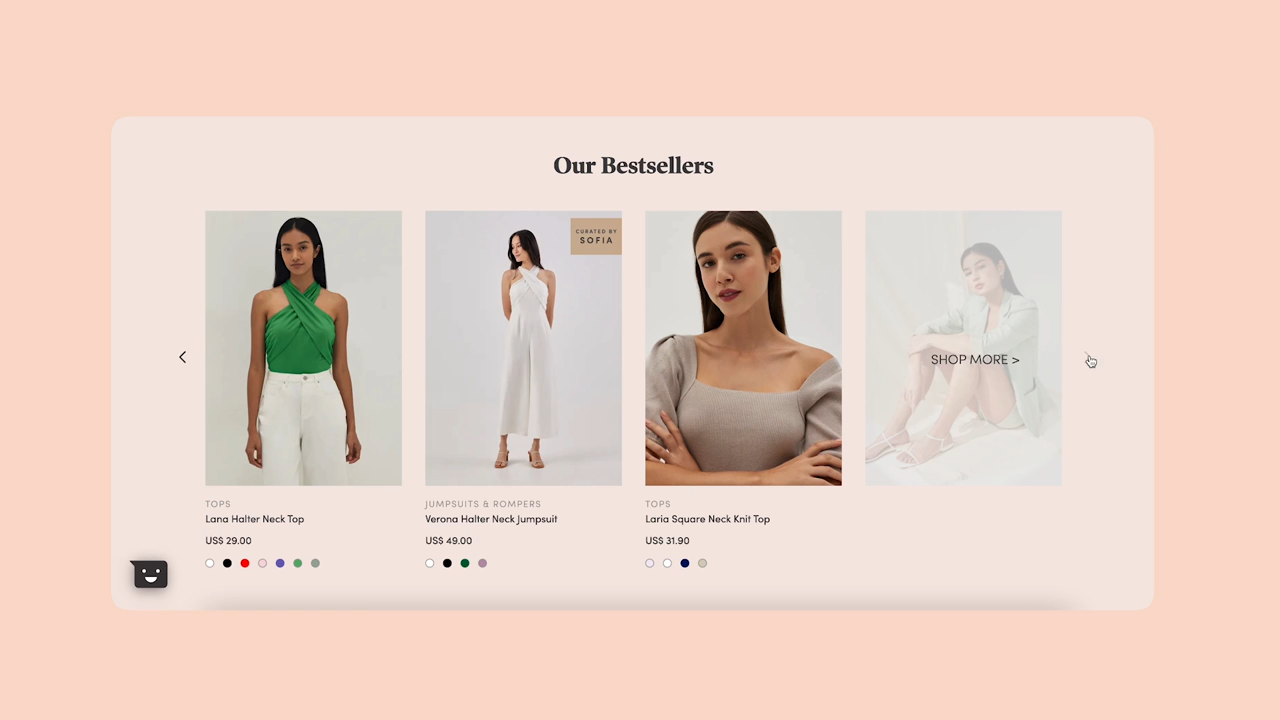 Our Bestsellers
CURATED BY
SOFIA
SHOP MORE >
TOPS
Lana Halter Neck Top
US$ 29.00
JUMPSUITS & ROMPERS
Verona Halter Neck Jumpsuit
US$ 49.00
TOPS
Laria Square Neck Knit Top
US$ 31.90